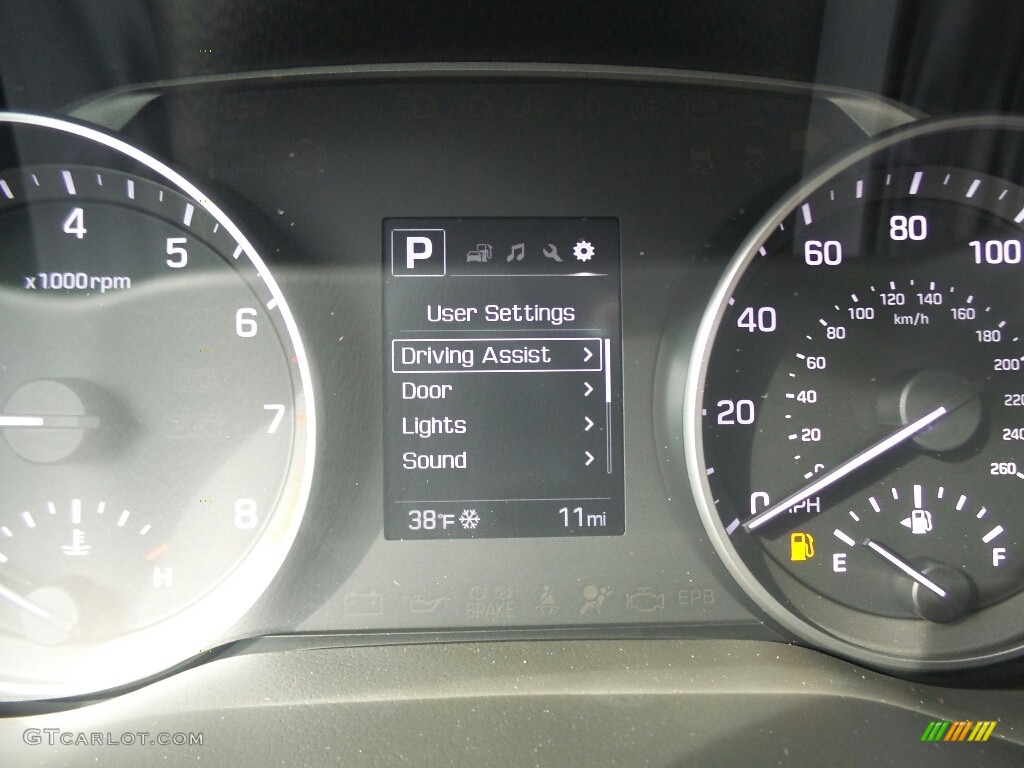 4
5
x1000rpm
6
7
8
H
P
User Settings
Driving Assist
Door
Lights
Sound
38°F
11mi
BRAKE
EPB
0
20
40
60
80
100
MPH
0
20
40
60
80
100
120
140
160
180
200
220
240
260
km/h
E
F
GTCARLOT.COM